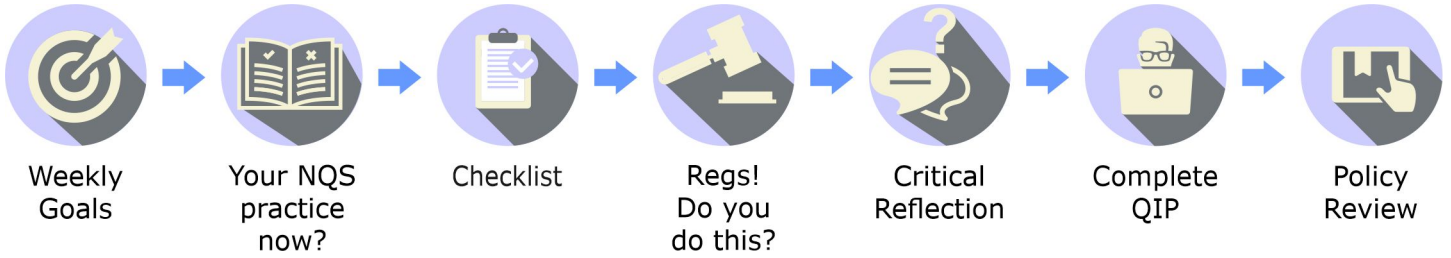 Weekly
Goals
Your NQS
practice
now?
Checklist
Regs!
Do you
do this?
Critical
Reflection
Complete
QIP
Policy
Review